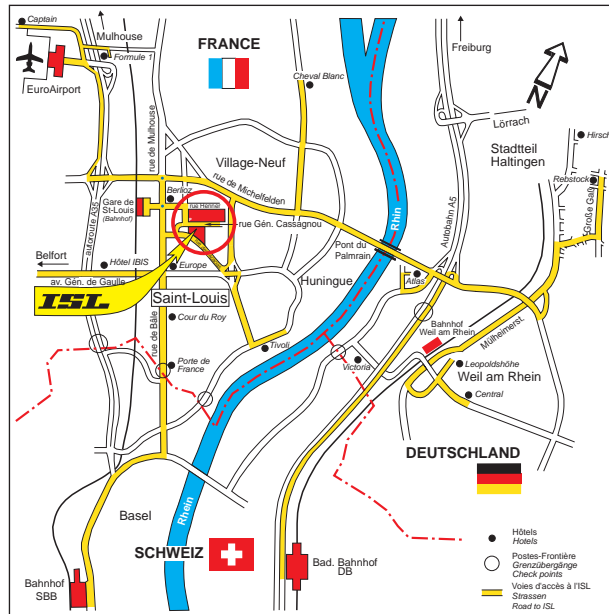 Captain
Mulhouse
Formule 1
EuroAirport
FRANCE
Cheval Blanc
Freiburg
N
Lörrach
Stadtteil
Haltingen
Hirsch
Rebstock
Große Gaß
rue de Mulhouse
Village-Neuf
rue de Michelfelden
Berlioz
Gare de
St-Louis
(Bahnhof)
rue Henner
rue Gén. Cassagnou
autoroute A35
Rhin
Autobahn A5
Pont du
Palmrain
Belfort
Hôtel IBIS
Europe
av. Gén. de Gaulle
Huningue
Atlas
ISL
Saint-Louis
Cour du Roy
rue de Bâle
Tivoli
Porte de
France
Victoria
Bahnhof
Weil am Rhein
Mülheimerst.
Leopoldshöhe
Weil am Rhein
Central
DEUTSCHLAND
Basel
Rhein
SCHWEIZ
Bad. Bahnhof
DB
Bahnhof
SBB
Hôtels
Hotels
Postes-Frontière
Grenzübergänge
Check points
Voies d'accès à l'ISL
Strassen
Road to ISL